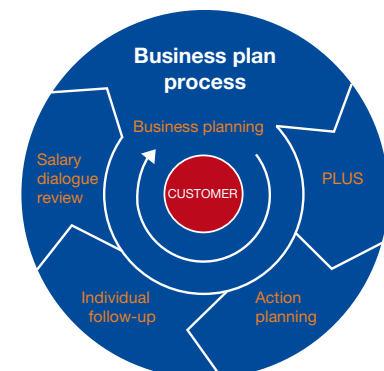 Business plan
process
Business planning
Salary
dialogue
review
CUSTOMER
PLUS
Individual
follow-up
Action
planning